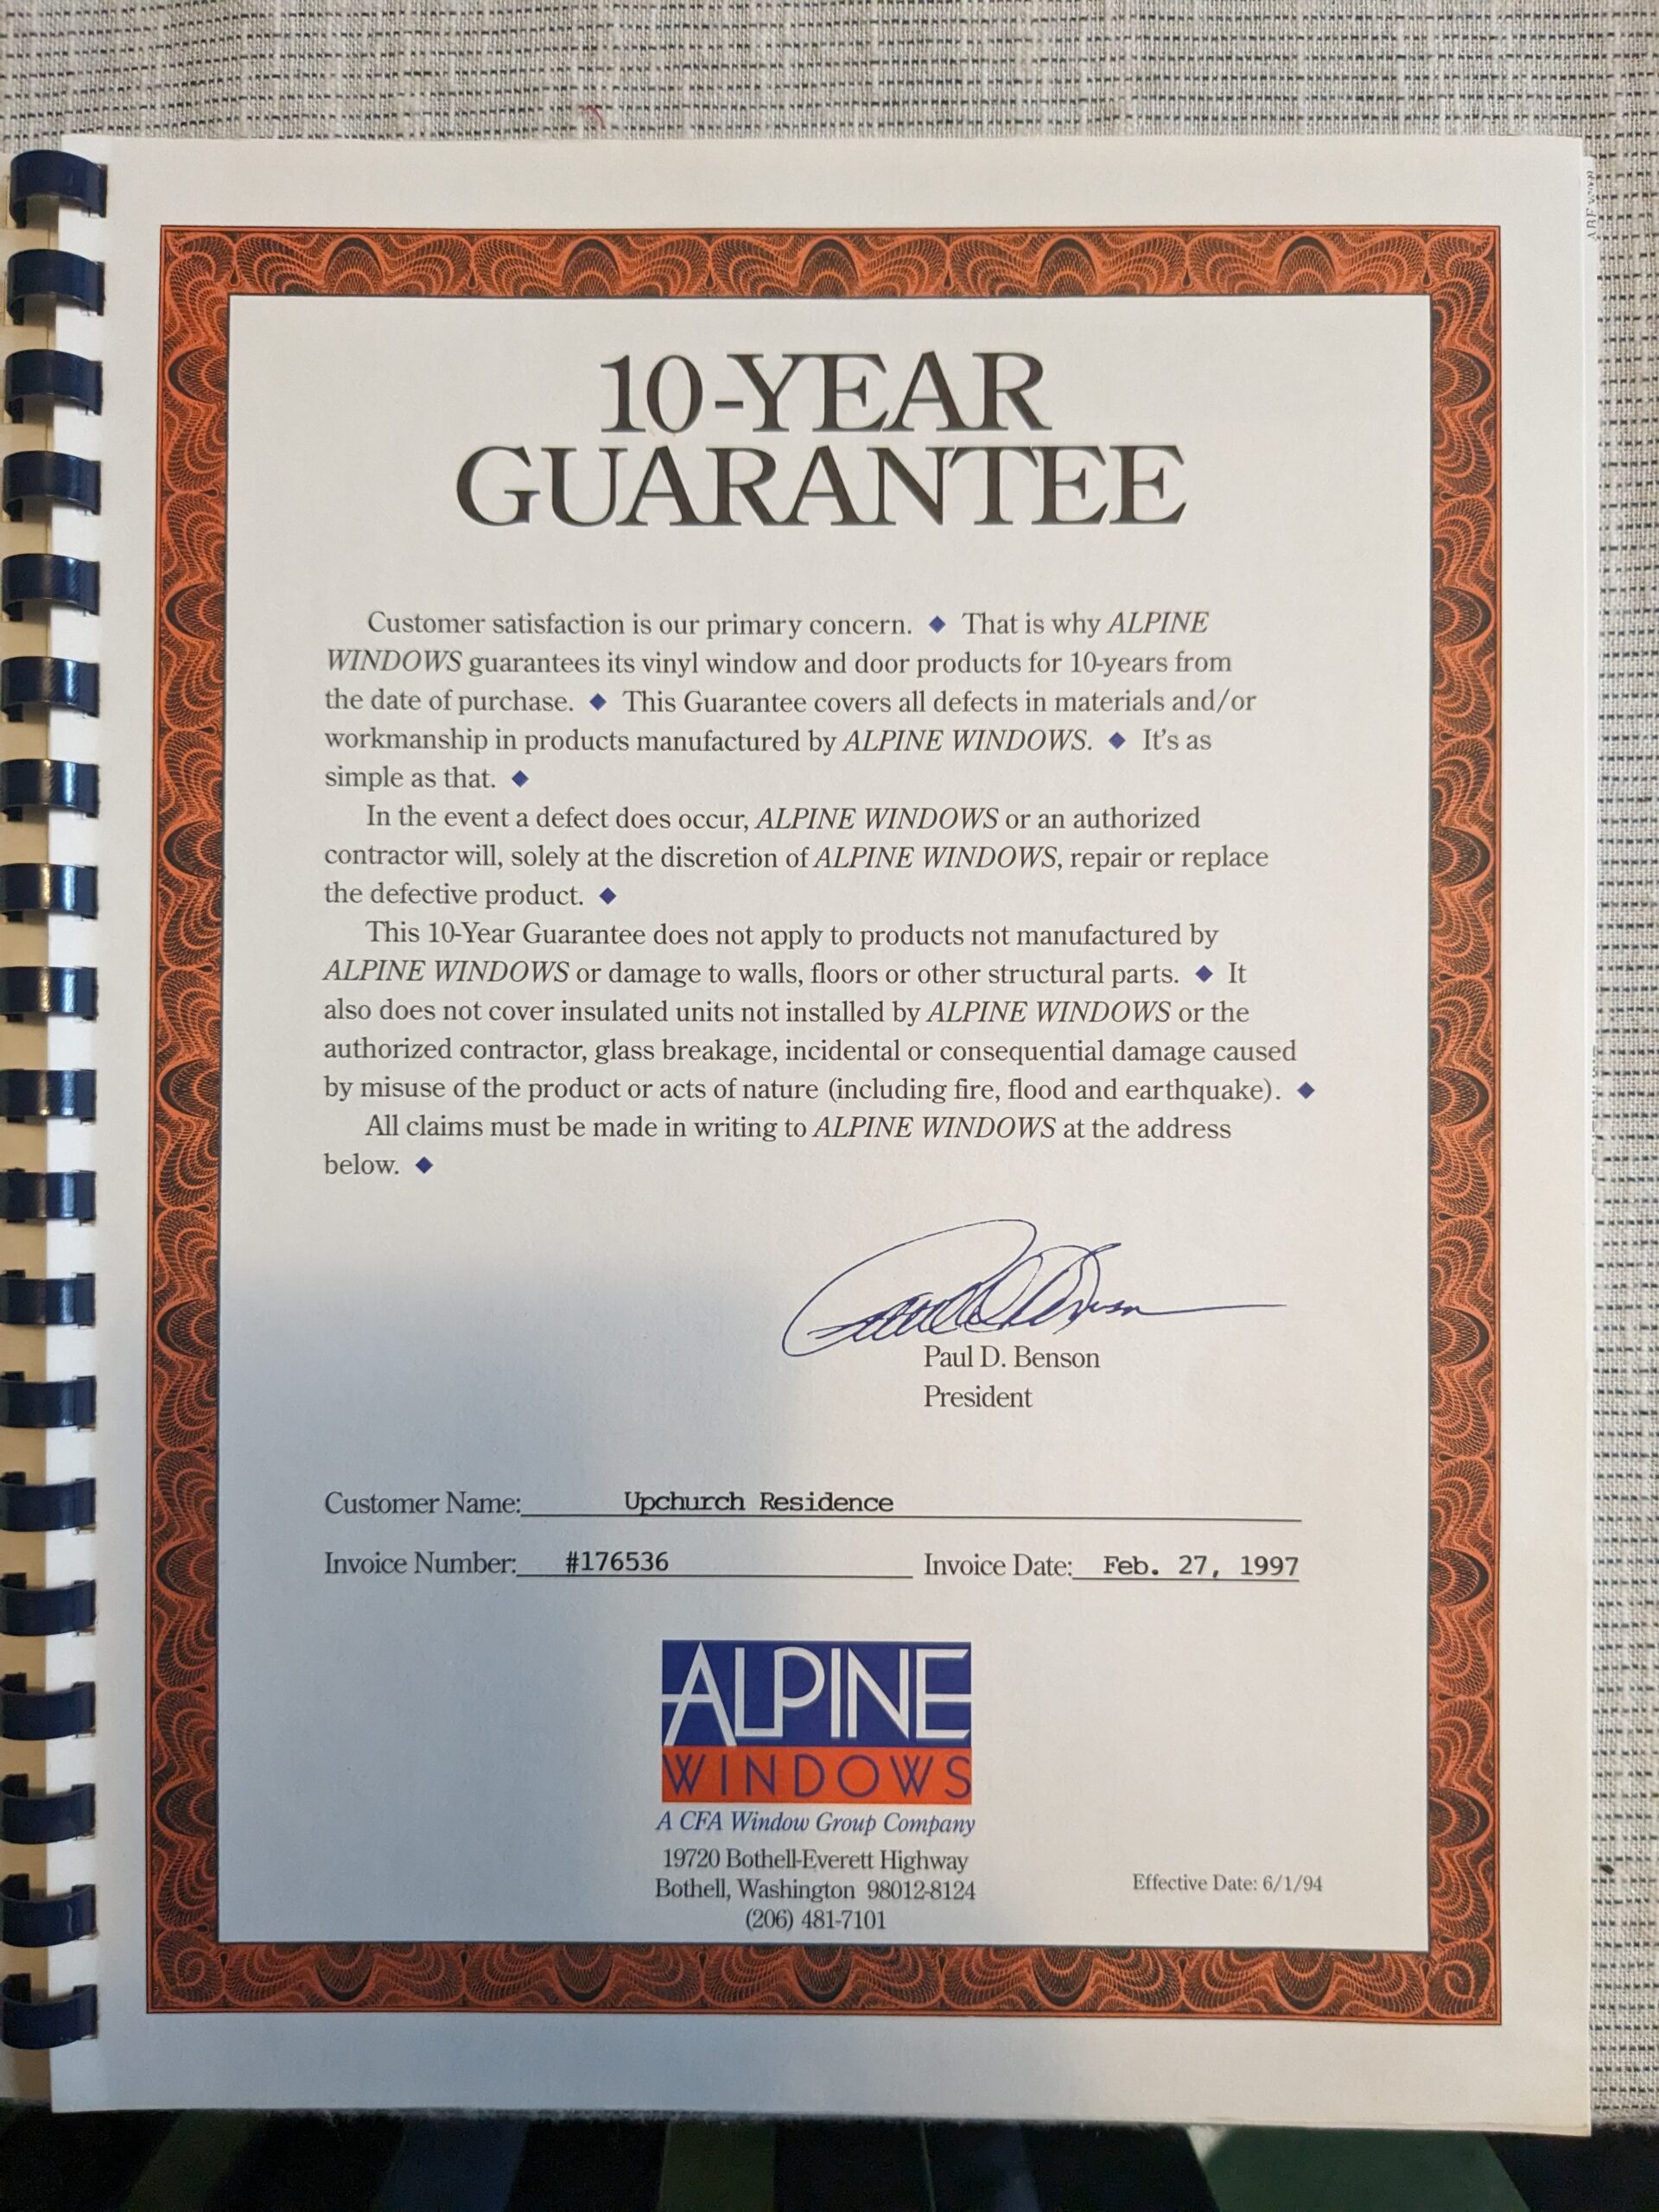 10-YEAR
GUARANTEE
Customer satisfaction is our primary concern. ◆ That is why ALPINE
WINDOWS guarantees its vinyl window and door products for 10-years from
the date of purchase. ◆ This Guarantee covers all defects in materials and/or
workmanship in products manufactured by ALPINE WINDOWS. ◆ It's as
simple as that. ◆
In the event a defect does occur, ALPINE WINDOWS or an authorized
contractor will, solely at the discretion of ALPINE WINDOWS, repair or replace
the defective product. ◆
This 10-Year Guarantee does not apply to products not manufactured by
ALPINE WINDOWS or damage to walls, floors or other structural parts. ◆ It
also does not cover insulated units not installed by ALPINE WINDOWS or the
authorized contractor, glass breakage, incidental or consequential damage caused
by misuse of the product or acts of nature (including fire, flood and earthquake). ◆
All claims must be made in writing to ALPINE WINDOWS at the address
below. ◆
Paul D. Benson
Paul D. Benson
President
Customer Name: Upchurch Residence
Invoice Number: #176536 Invoice Date: Feb. 27, 1997
ALPINE
WINDOWS
A CFA Window Group Company
19720 Bothell-Everett Highway
Bothell, Washington 98012-8124
(206) 481-7101
Effective Date: 6/1/94